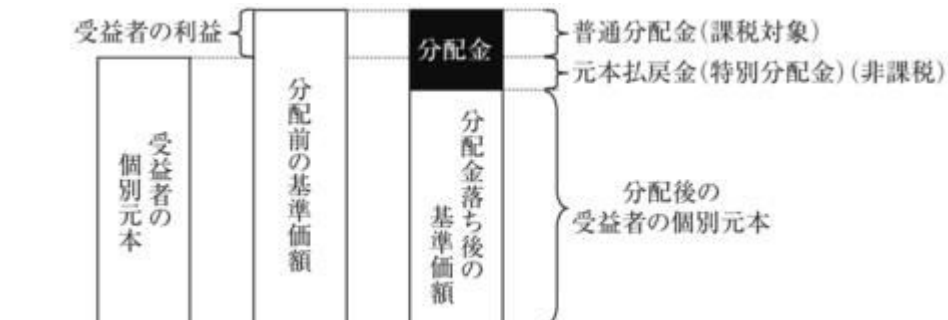 受益者の利益
分配金
普通分配金(課税対象)
元本払戻金(特別分配金)(非課税)
受益者の
個別元本
分配前の基準価額
分配金落ち後の
基準価額
分配後の
受益者の個別元本